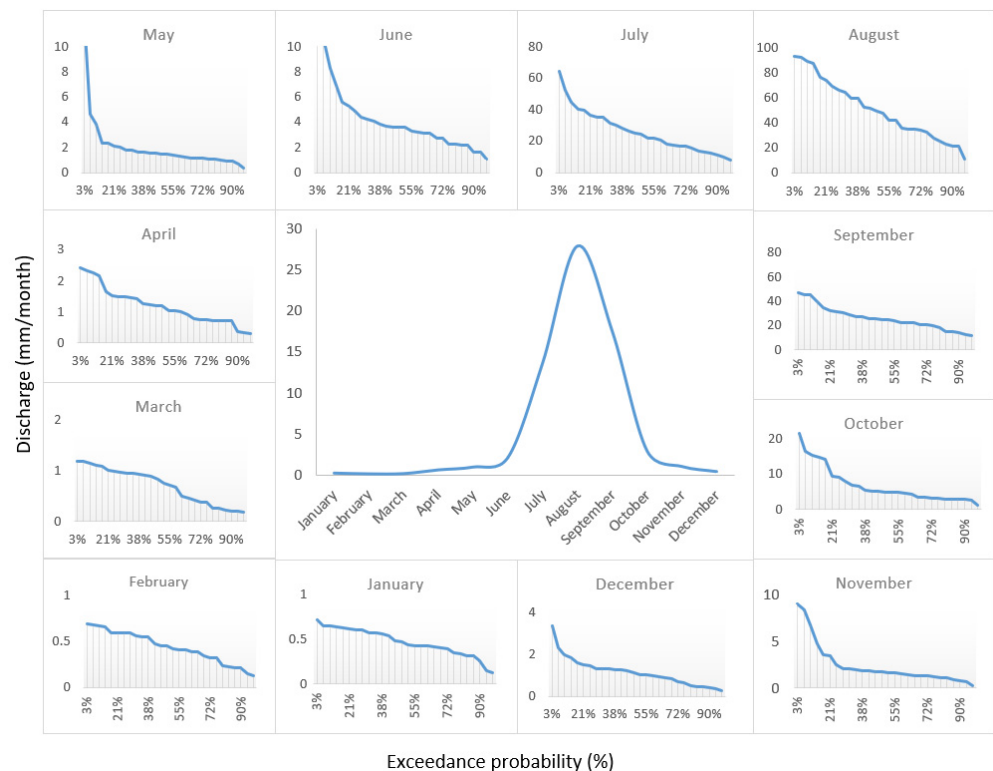 May
10
8
6
4
2
0
3% 21% 38% 55% 72% 90%
June
10
8
6
4
2
0
3% 21% 38% 55% 72% 90%
July
80
60
40
20
0
3% 21% 38% 55% 72% 90%
August
100
80
60
40
20
0
3% 21% 38% 55% 72% 90%
April
3
2
1
0
3% 21% 38% 55% 72% 90%
30
25
20
15
10
5
0
January
February
March
April
May
June
July
August
September
October
November
December
September
80
60
40
20
0
3%
21%
38%
55%
72%
90%
Discharge (mm/month)
March
2
1
0
3% 21% 38% 55% 72% 90%
October
20
10
0
3%
21%
38%
55%
72%
90%
February
1
0.5
0
3%
21%
38%
55%
72%
90%
January
1
0.5
0
3%
21%
38%
55%
72%
90%
December
4
2
0
3% 21% 38% 55% 72% 90%
November
10
5
0
3%
21%
38%
55%
72%
90%
Exceedance probability (%)